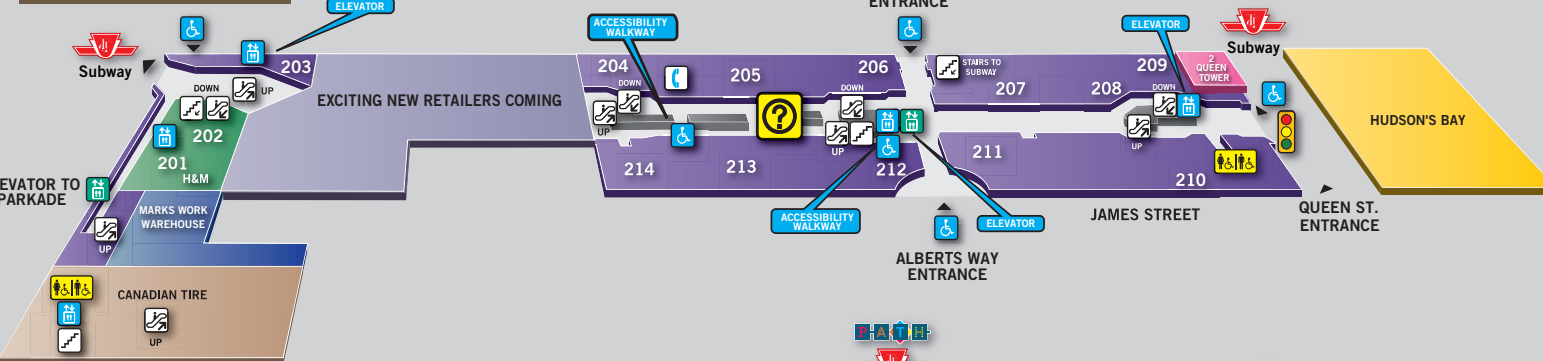 ELEVATOR
ENTRANCE
Subway
203
DOWN
UP
202
201
H&M
EXCITING NEW RETAILERS COMING
ACCESSIBILITY
WALKWAY
204
DOWN
UP
205
206
DOWN
?
UP
214
213
212
ACCESSIBILITY
WALKWAY
ELEVATOR
STAIRS TO
SUBWAY
207
208
209
ELEVATOR
DOWN
UP
2
QUEEN
TOWER
Subway
211
210
HUDSON'S BAY
JAMES STREET
QUEEN ST.
ENTRANCE
ALBERTS WAY
ENTRANCE
EVATOR TO
PARKADE
MARKS WORK
WAREHOUSE
UP
CANADIAN TIRE
UP
PATH